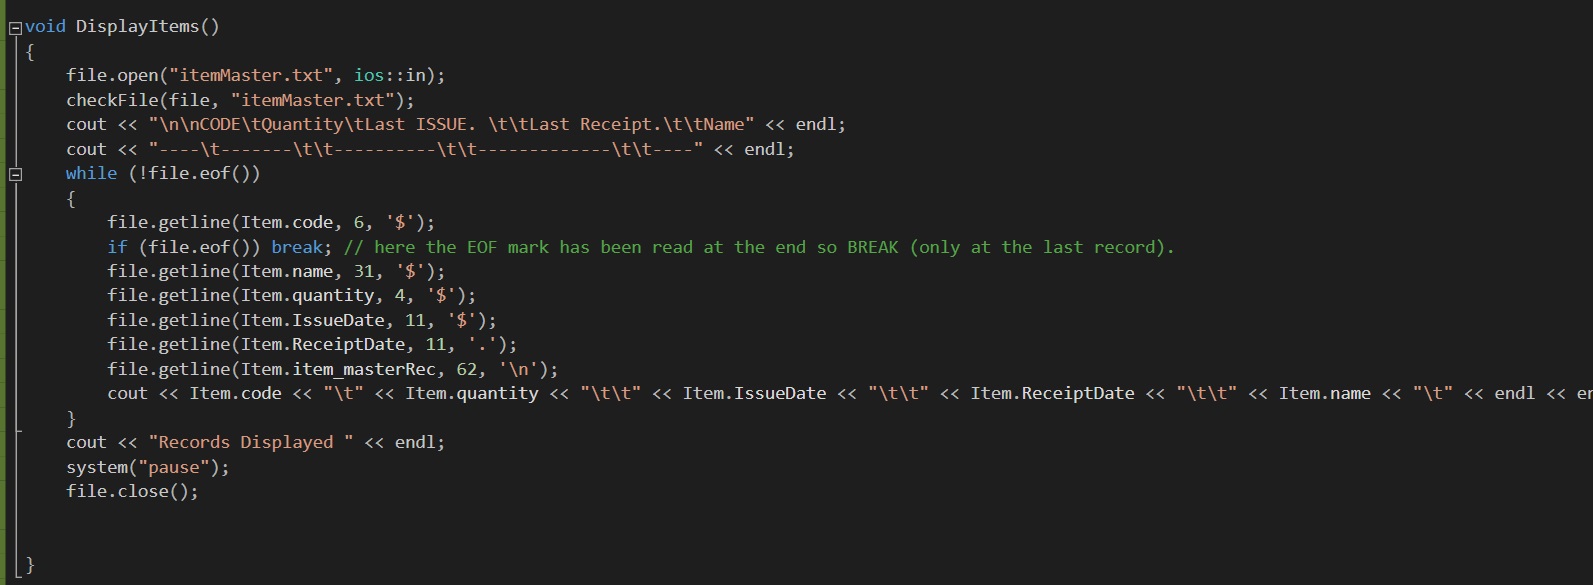 void DisplayItems()
{
    file.open("itemMaster.txt", ios::in);
    checkFile(file, "itemMaster.txt");
    cout << "\n\nCODE\tQuantity\tLast ISSUE. \t\tLast Receipt.\t\tName" << endl;
    cout << "----\t-------\t\t----------\t\t-------------\t\t----" << endl;
    while (!file.eof())
    {
        file.getline(Item.code, 6, '$');
        if (file.eof()) break; // here the EOF mark has been read at the end so BREAK (only at the last record).
        file.getline(Item.name, 31, '$');
        file.getline(Item.quantity, 4, '$');
        file.getline(Item.IssueDate, 11, '$');
        file.getline(Item.ReceiptDate, 11, '.');
        file.getline(Item.item_masterRec, 62, '\n');
        cout << Item.code << "\t" << Item.quantity << "\t\t" << Item.IssueDate << "\t\t" << Item.ReceiptDate << "\t\t" << Item.name << "\t" << endl <<
    }
    cout << "Records Displayed " << endl;
    system("pause");
    file.close();
}